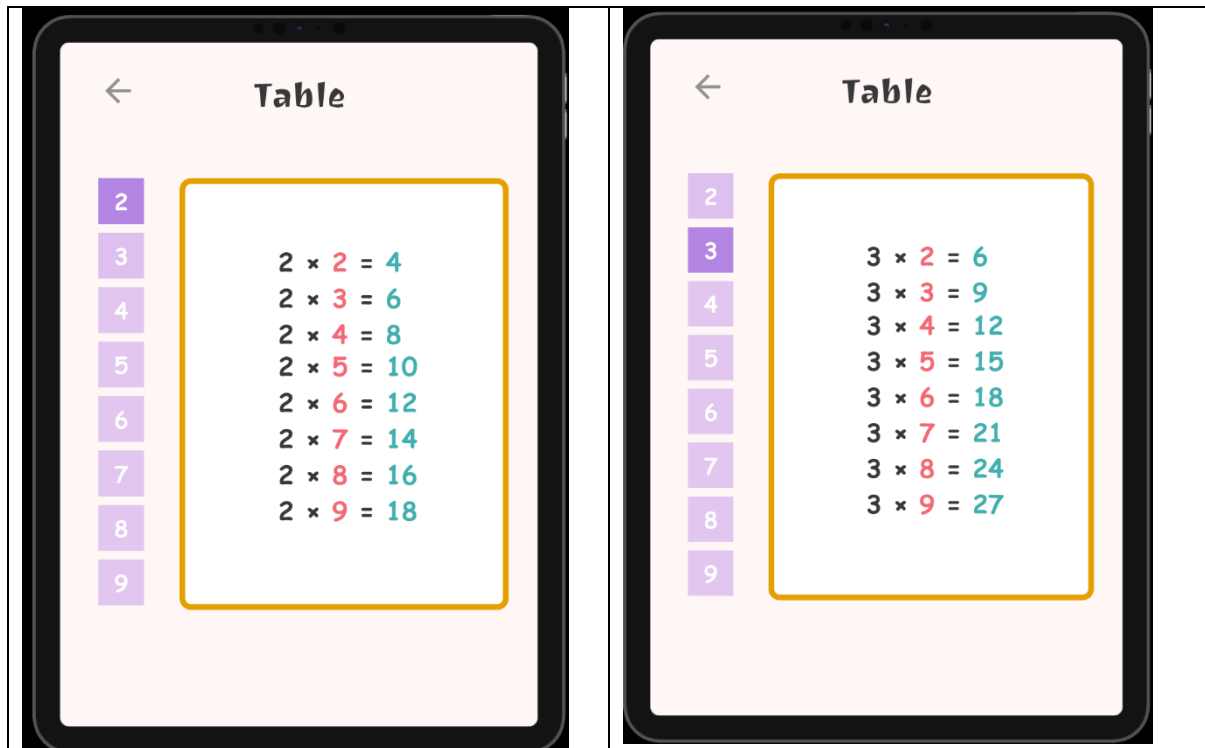 Table
2
3
4
5
6
7
8
9
2 × 2 = 4
2 × 3 = 6
2 × 4 = 8
2 × 5 = 10
2 × 6 = 12
2 × 7 = 14
2 × 8 = 16
2 × 9 = 18
Table
2
3
4
5
6
7
8
9
3 × 2 = 6
3 × 3 = 9
3 × 4 = 12
3 × 5 = 15
3 × 6 = 18
3 × 7 = 21
3 × 8 = 24
3 × 9 = 27